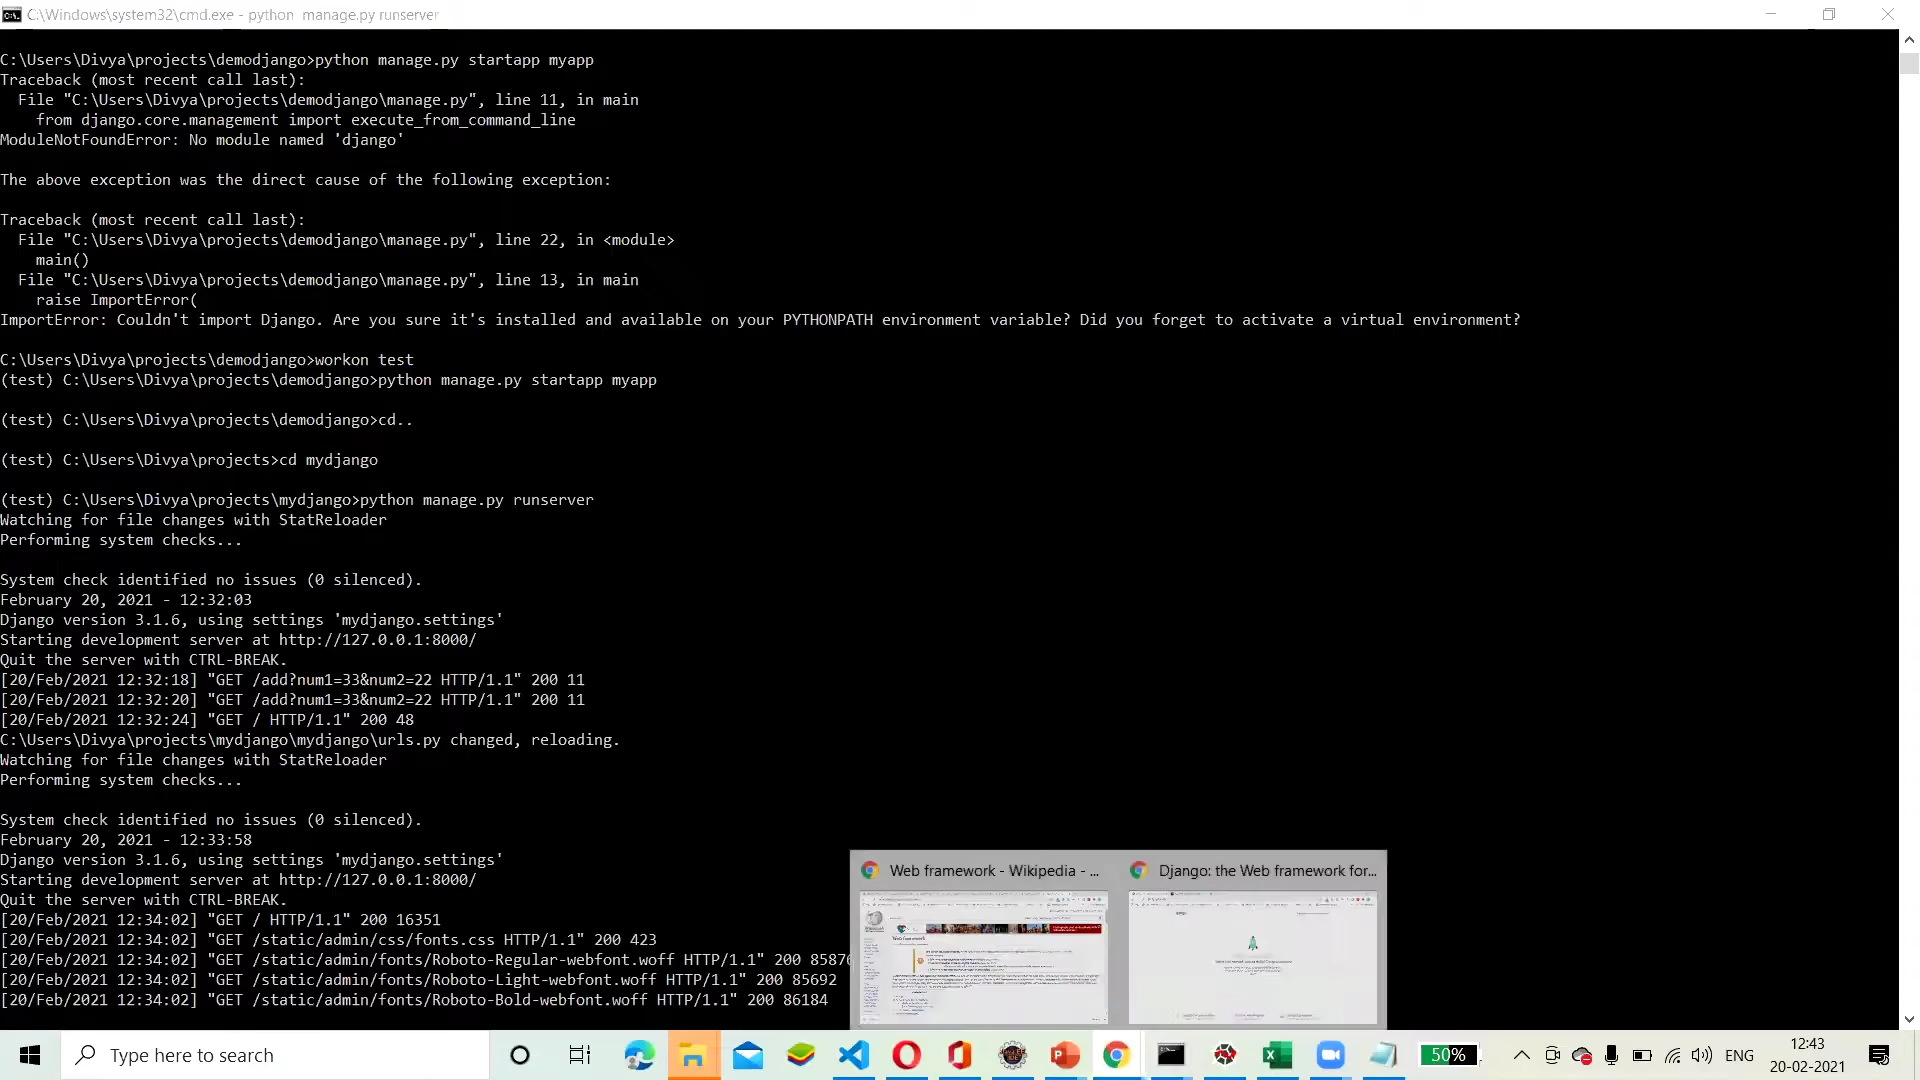 C:\Windows\system32\cmd.exe - python  manage.py runserver
C:\Users\Divya\projects\demodjango>python manage.py startapp myapp
Traceback (most recent call last):
  File "C:\Users\Divya\projects\demodjango\manage.py", line 11, in main
    from django.core.management import execute_from_command_line
ModuleNotFoundError: No module named 'django'
The above exception was the direct cause of the following exception:
Traceback (most recent call last):
  File "C:\Users\Divya\projects\demodjango\manage.py", line 22, in <module>
    main()
  File "C:\Users\Divya\projects\demodjango\manage.py", line 13, in main
    raise ImportError(
ImportError: Couldn't import Django. Are you sure it's installed and available on your PYTHONPATH environment variable? Did you forget to activate a virtual environment?
C:\Users\Divya\projects\demodjango>workon test
(test) C:\Users\Divya\projects\demodjango>python manage.py startapp myapp
(test) C:\Users\Divya\projects\demodjango>cd..
(test) C:\Users\Divya\projects>cd mydjango
(test) C:\Users\Divya\projects\mydjango>python manage.py runserver
Watching for file changes with StatReloader
Performing system checks...
System check identified no issues (0 silenced).
February 20, 2021 - 12:32:03
Django version 3.1.6, using settings 'mydjango.settings'
Starting development server at http://127.0.0.1:8000/
Quit the server with CTRL-BREAK.
[20/Feb/2021 12:32:18] "GET /add?num1=33&num2=22 HTTP/1.1" 200 11
[20/Feb/2021 12:32:20] "GET /add?num1=33&num2=22 HTTP/1.1" 200 11
[20/Feb/2021 12:32:24] "GET / HTTP/1.1" 200 48
C:\Users\Divya\projects\mydjango\mydjango\urls.py changed, reloading.
Watching for file changes with StatReloader
Performing system checks...
System check identified no issues (0 silenced).
February 20, 2021 - 12:33:58
Django version 3.1.6, using settings 'mydjango.settings'
Starting development server at http://127.0.0.1:8000/
Quit the server with CTRL-BREAK.
[20/Feb/2021 12:34:02] "GET / HTTP/1.1" 200 16351
[20/Feb/2021 12:34:02] "GET /static/admin/css/fonts.css HTTP/1.1" 200 423
[20/Feb/2021 12:34:02] "GET /static/admin/fonts/Roboto-Regular-webfont.woff HTTP/1.1" 200 85876
[20/Feb/2021 12:34:02] "GET /static/admin/fonts/Roboto-Light-webfont.woff HTTP/1.1" 200 85692
[20/Feb/2021 12:34:02] "GET /static/admin/fonts/Roboto-Bold-webfont.woff HTTP/1.1" 200 86184
Web framework - Wikipedia - ...
Django: the Web framework for...
Type here to search
50%
ENG
12:43
20-02-2021